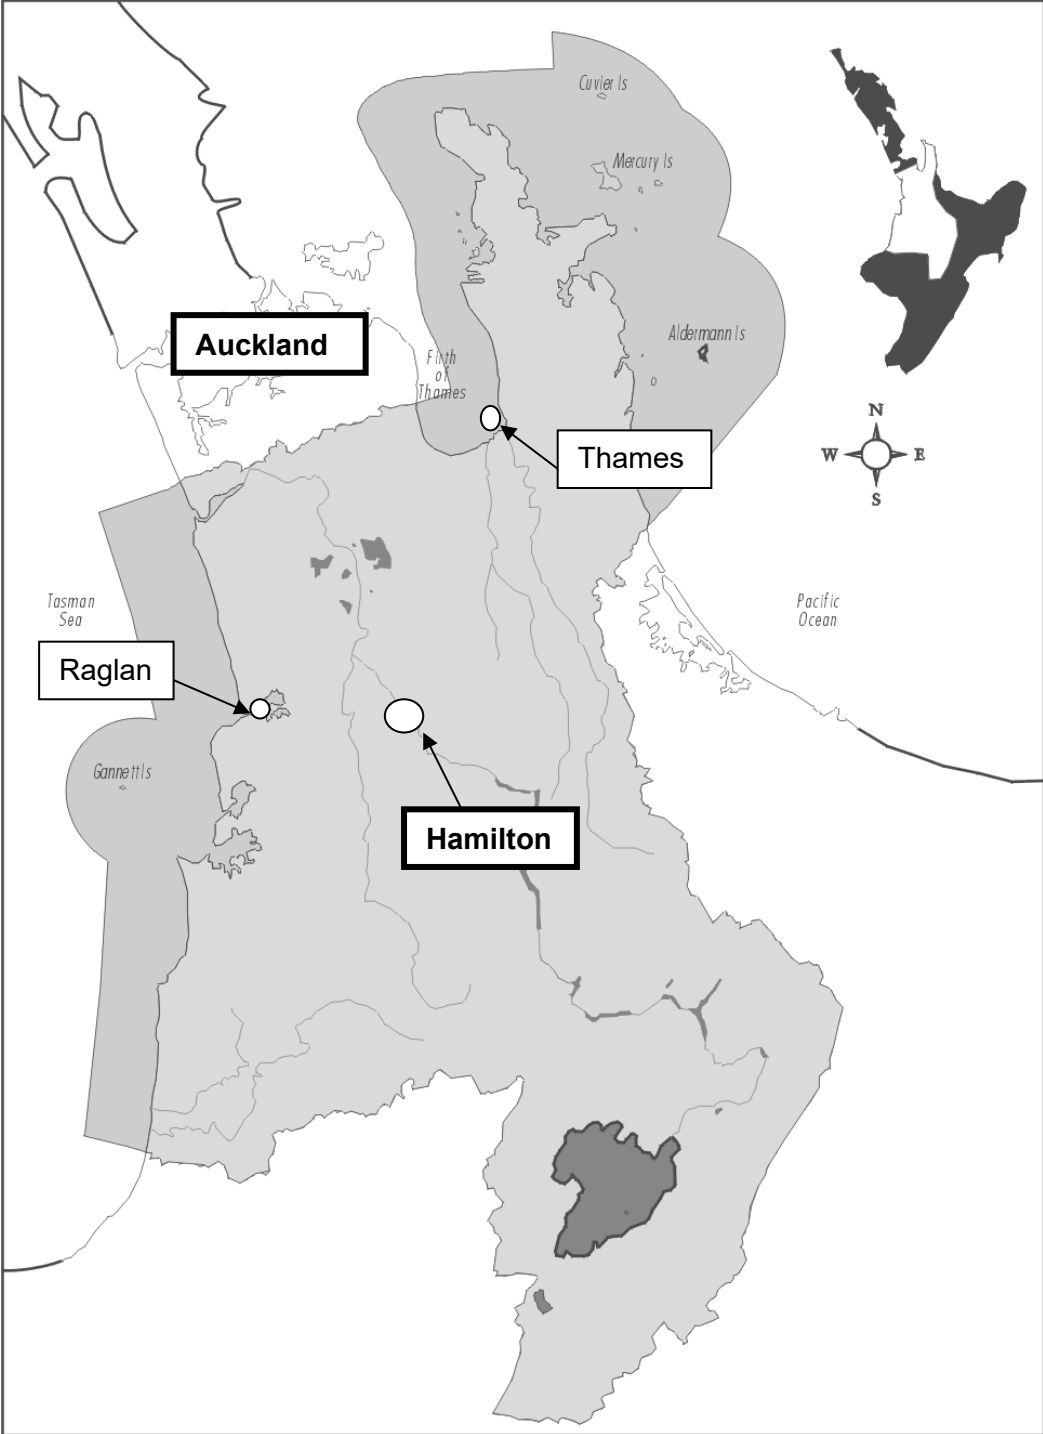 Cuvier Is
Mercury Is
Auckland
Firth
of
Thames
Aldermann Is
Thames
N
W
E
S
Tasman
Sea
Pacific
Ocean
Raglan
Gannett Is
Hamilton